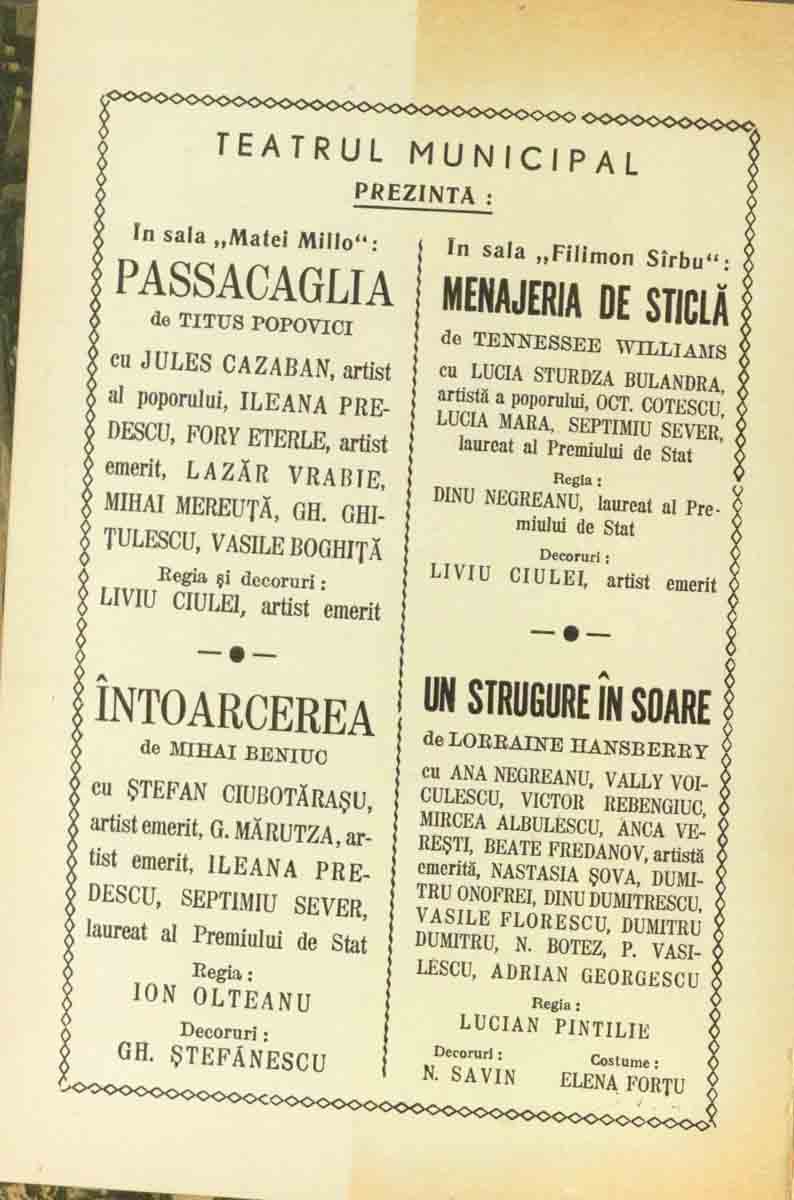 TEATRUL MUNICIPAL
PREZINTĂ :
In sala „Matei Millo“ :
PASSACAGLIA
de TITUS POPOVICI
cu JULES CAZABAN, artist
al poporului, ILEANA PRE-
DESCU, FORY ETERLE, artist
emerit, LAZĂR VRABIE,
MIHAI MEREUȚĂ, GH. GHI-
ȚULESCU, VASILE BOGHIȚĂ
Regia și decoruri :
LIVIU CIULEI, artist emerit
ÎNTOARCEREA
de MIHAI BENIUC
cu ȘTEFAN CIUBOTĂRAȘU,
artist emerit, G. MĂRUTZA, ar-
tist emerit, ILEANA PRE-
DESCU, SEPTIMIU SEVER,
laureat al Premiului de Stat
Regia :
ION OLTEANU
Decoruri :
GH. ȘTEFĂNESCU
In sala „Filimon Sîrbu“ :
MENAJERIA DE STICLĂ
de TENNESSEE WILLIAMS
cu LUCIA STURDZA BULANDRA,
artistă a poporului, OCT. COTESCU,
LUCIA MARA, SEPTIMIU SEVER,
laureat al Premiului de Stat
Regia :
DINU NEGREANU, laureat al Pre-
miului de Stat
Decoruri :
LIVIU CIULEI, artist emerit
UN STRUGURE ÎN SOARE
de LORRAINE HANSBERRY
cu ANA NEGREANU, VALLY VOI-
CULESCU, VICTOR REBENGIUC,
MIRCEA ALBULESCU, ANCA VE-
REȘTI, BEATE FREDANOV, artistă
emerită, NASTASIA ȘOVA, DUMI-
TRU ONOFREI, DINU DUMITRESCU,
VASILE FLORESCU, DUMITRU
DUMITRU, N. BOTEZ, P. VASI-
LESCU, ADRIAN GEORGESCU
Regia :
LUCIAN PINTILIE
Decoruri :
N. SAVIN
Costume :
ELENA FORȚU